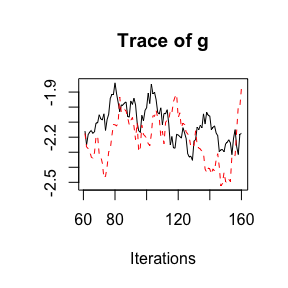 Trace of g
-1.9
-2.2
-2.5
60 80 120 160
Iterations